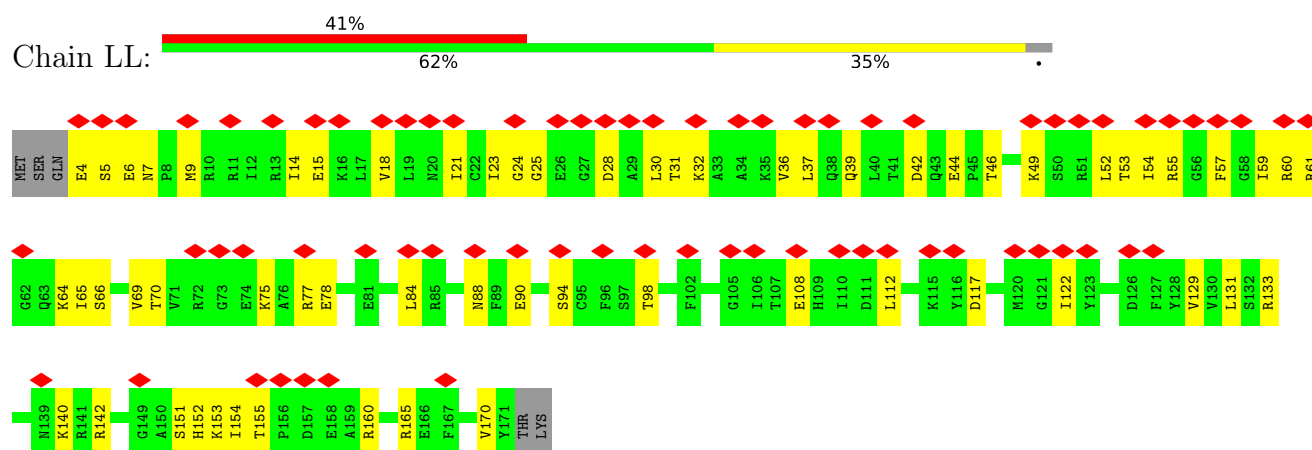 41%
Chain LL:
62% 35% •
MET SER GLN E4 S5 E6 N7 P8 M9 R10 R11 I12 R13 I14 E15 K16 L17 V18 L19 N20 I21 C22 I23 G24 G25 E26 G27 D28 A29 L30 T31 K32 A33 A34 K35 V36 L37 Q38 Q39 L40 T41 D42 Q43 E44 P45 T46 K49 S50 R51 L52 T53 I54 R55 G56 F57 G58 I59 R60 R61
G62 Q63 K64 I65 S66 V69 T70 V71 R72 G73 E74 K75 A76 R77 E78 E81 L84 R85 N88 F89 E90 S94 C95 F96 S97 T98 F102 G105 I106 T107 E108 H109 I110 D111 L112 K115 Y116 D117 M120 G121 I122 Y123 D126 F127 Y128 V129 V130 L131 S132 R133
N139 K140 R141 R142 G149 A150 S151 H152 K153 I154 T155 P156 D157 E158 A159 R160 R165 E166 F167 V170 Y171 THR LYS